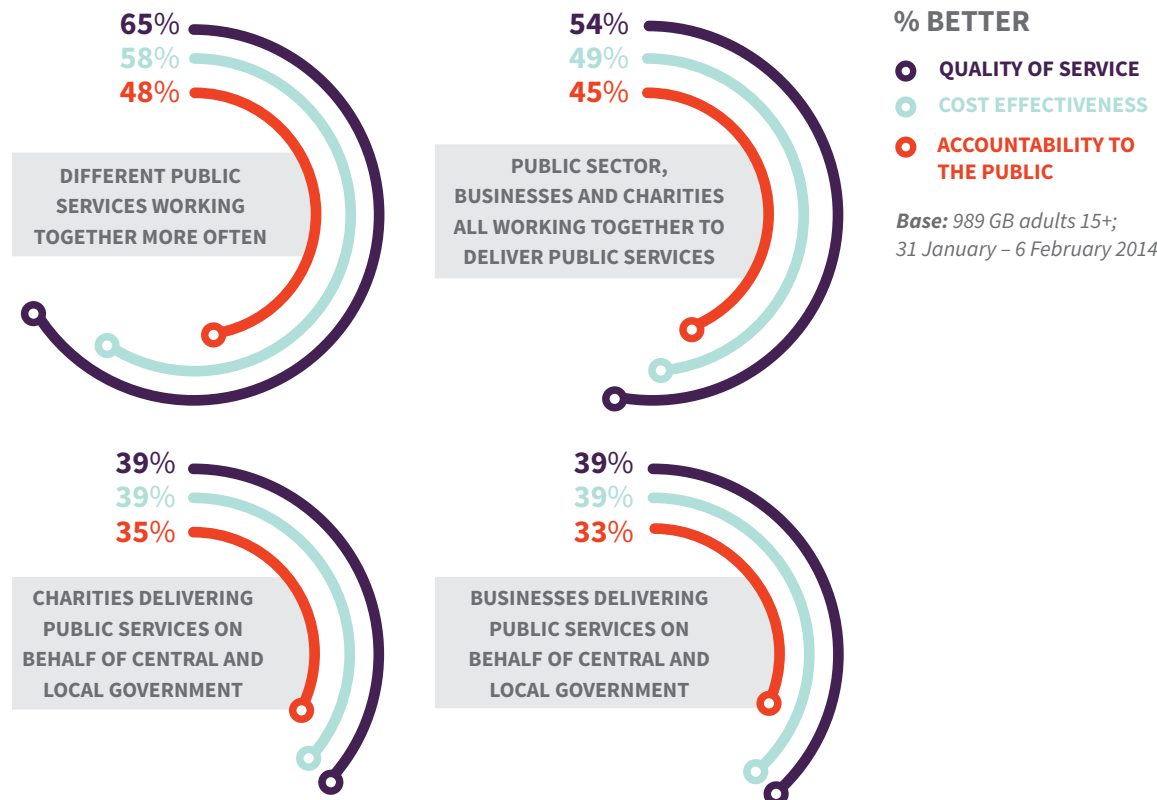 65%
58%
48%
DIFFERENT PUBLIC
SERVICES WORKING
TOGETHER MORE OFTEN
54%
49%
45%
PUBLIC SECTOR,
BUSINESSES AND CHARITIES
ALL WORKING TOGETHER TO
DELIVER PUBLIC SERVICES
% BETTER
QUALITY OF SERVICE
COST EFFECTIVENESS
ACCOUNTABILITY TO
THE PUBLIC
Base: 989 GB adults 15+;
31 January – 6 February 2014
39%
39%
35%
CHARITIES DELIVERING
PUBLIC SERVICES ON
BEHALF OF CENTRAL AND
LOCAL GOVERNMENT
39%
39%
33%
BUSINESSES DELIVERING
PUBLIC SERVICES ON
BEHALF OF CENTRAL AND
LOCAL GOVERNMENT